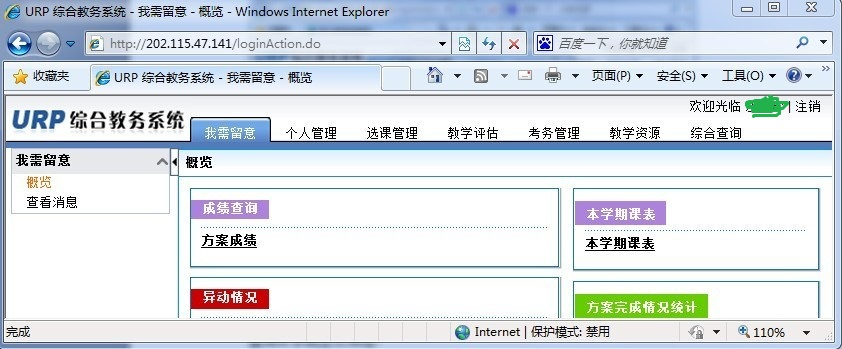 URP 综合教务系统 - 我需留意 - 概览 - Windows Internet Explorer
http://202.115.47.141/loginAction.do
百度一下，你就知道
收藏夹
URP 综合教务系统 - 我需留意 - 概览
页面(P)
安全(S)
工具(O)
欢迎光临 | 注销
URP 综合教务系统
我需留意 个人管理 选课管理 教学评估 考务管理 教学资源 综合查询
我需留意
概览
查看消息
概览
成绩查询
方案成绩
本学期课表
本学期课表
异动情况
方案完成情况统计
完成
Internet | 保护模式: 禁用
110%